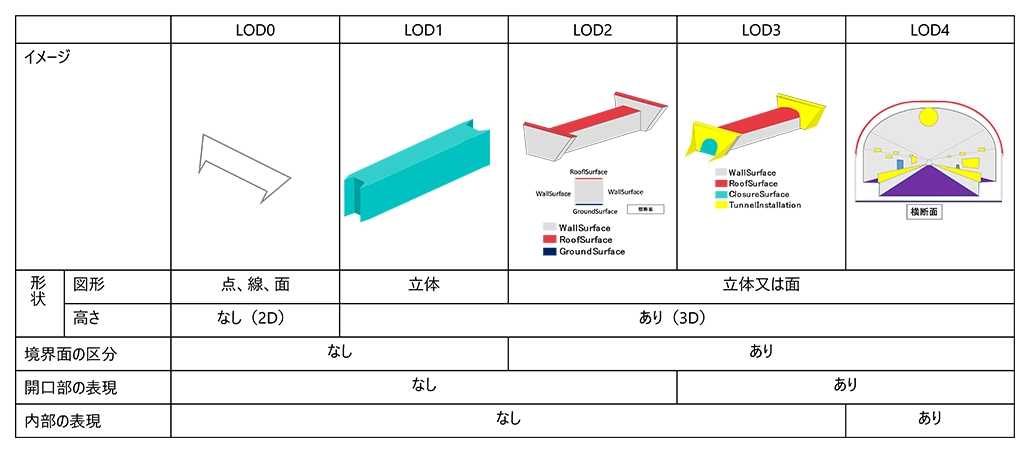 LOD0 LOD1 LOD2 LOD3 LOD4
イメージ
RooflSurface
WallSurface WallSurface
GroundSurface
横断面
WallSurface
RoofSurface
GroundSurface
WallSurface
RoofSurface
ClosureSurface
TunnelInstallation
横断面
形状 図形 点、線、面 立体 立体又は面
高さ なし（2D） あり（3D）
境界面の区分 なし あり
開口部の表現 なし あり
内部の表現 なし あり